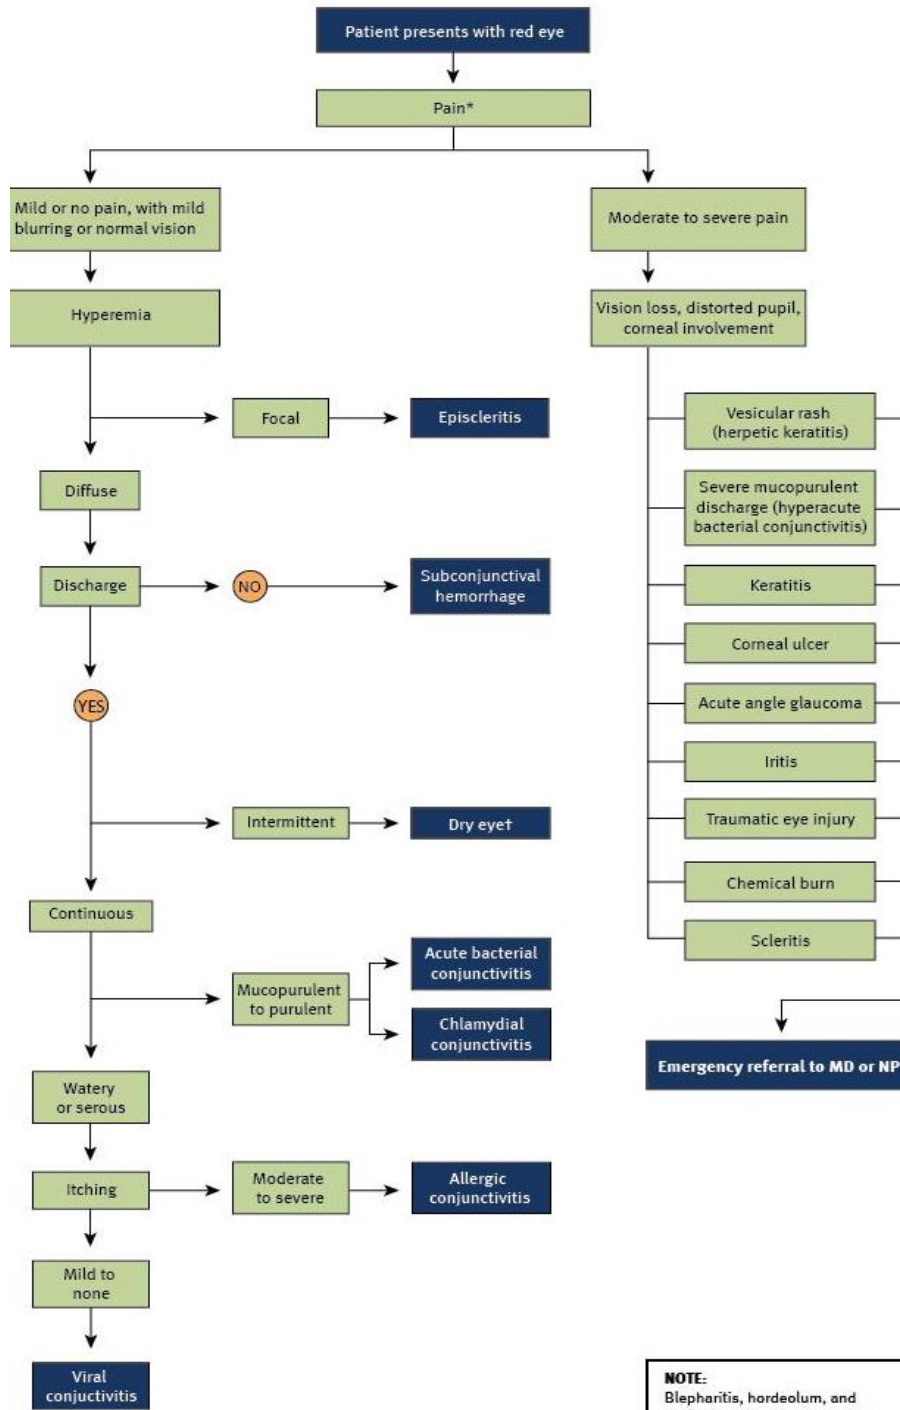 Patient presents with red eye
Pain*
Mild or no pain, with mild
blurring or normal vision
Moderate to severe pain
Hyperemia
Vision loss, distorted pupil,
corneal involvement
Focal
Episcleritis
Vesicular rash
(herpetic keratitis)
Diffuse
Severe mucopurulent
discharge (hyperacute
bacterial conjunctivitis)
Discharge
NO
Subconjunctival
hemorrhage
Keratitis
Corneal ulcer
YES
Acute angle glaucoma
Iritis
Intermittent
Dry eye†
Traumatic eye injury
Chemical burn
Continuous
Scleritis
Acute bacterial
conjunctivitis
Mucopurulent
to purulent
Chlamydial
conjunctivitis
Emergency referral to MD or NP
Watery
or serous
Itching
Moderate
to severe
Allergic
conjunctivitis
Mild to
none
Viral
conjuctivitis
NOTE:
Blepharitis, hordeolum, and